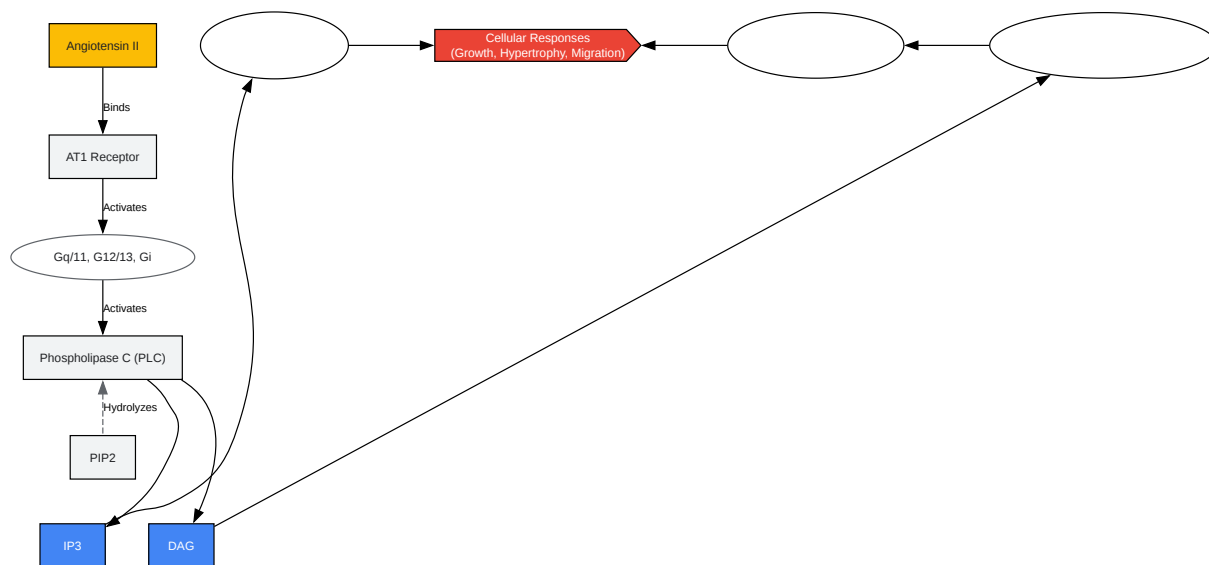 Angiotensin II
Cellular Responses
(Growth, Hypertrophy, Migration)
Binds
AT1 Receptor
Activates
Gq/11, G12/13, Gi
Activates
Phospholipase C (PLC)
Hydrolyzes
PIP2
IP3
DAG